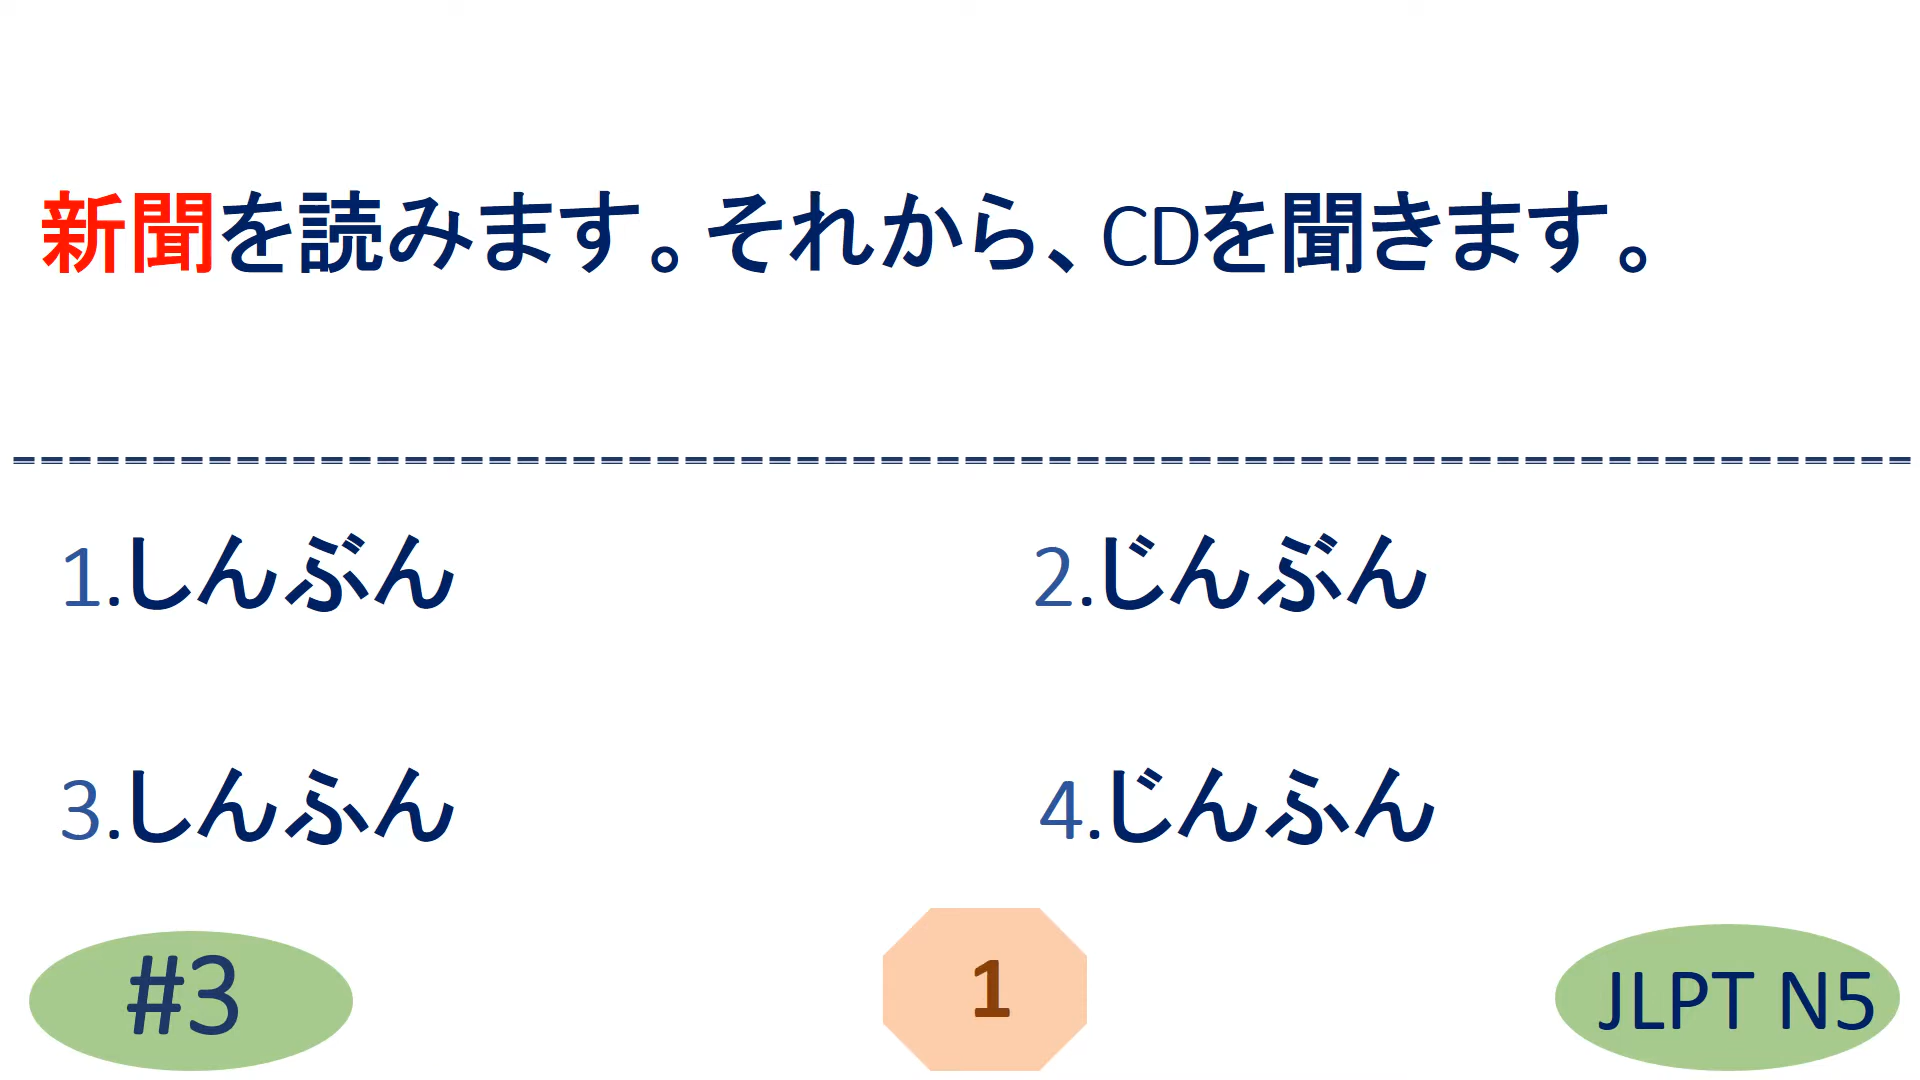 新聞を読みます。それから、CDを聞きます。
==================================================
1.しんぶん 2.じんぶん
3.しんふん 4.じんふん
#3 1 JLPT N5